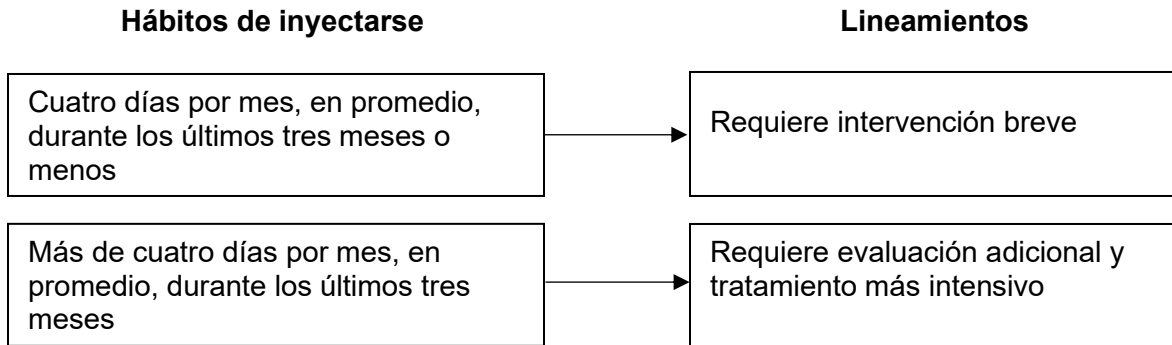 Hábitos de inyectarse
Lineamientos
Cuatro días por mes, en promedio,
durante los últimos tres meses o
menos
Requiere intervención breve
Más de cuatro días por mes, en
promedio, durante los últimos tres
meses
Requiere evaluación adicional y
tratamiento más intensivo